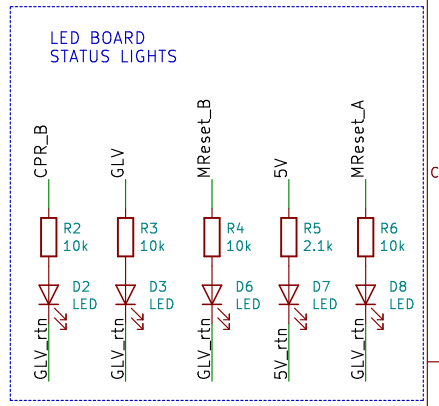 LED BOARD
STATUS LIGHTS
CPR_B
GLV
MReset_B
5V
MReset_A
R2
10k
R3
10k
R4
10k
R5
2.1k
R6
10k
D2
LED
D3
LED
D6
LED
D7
LED
D8
LED
GLV_rtn
GLV_rtn
GLV_rtn
5V_rtn
GLV_rtn
C